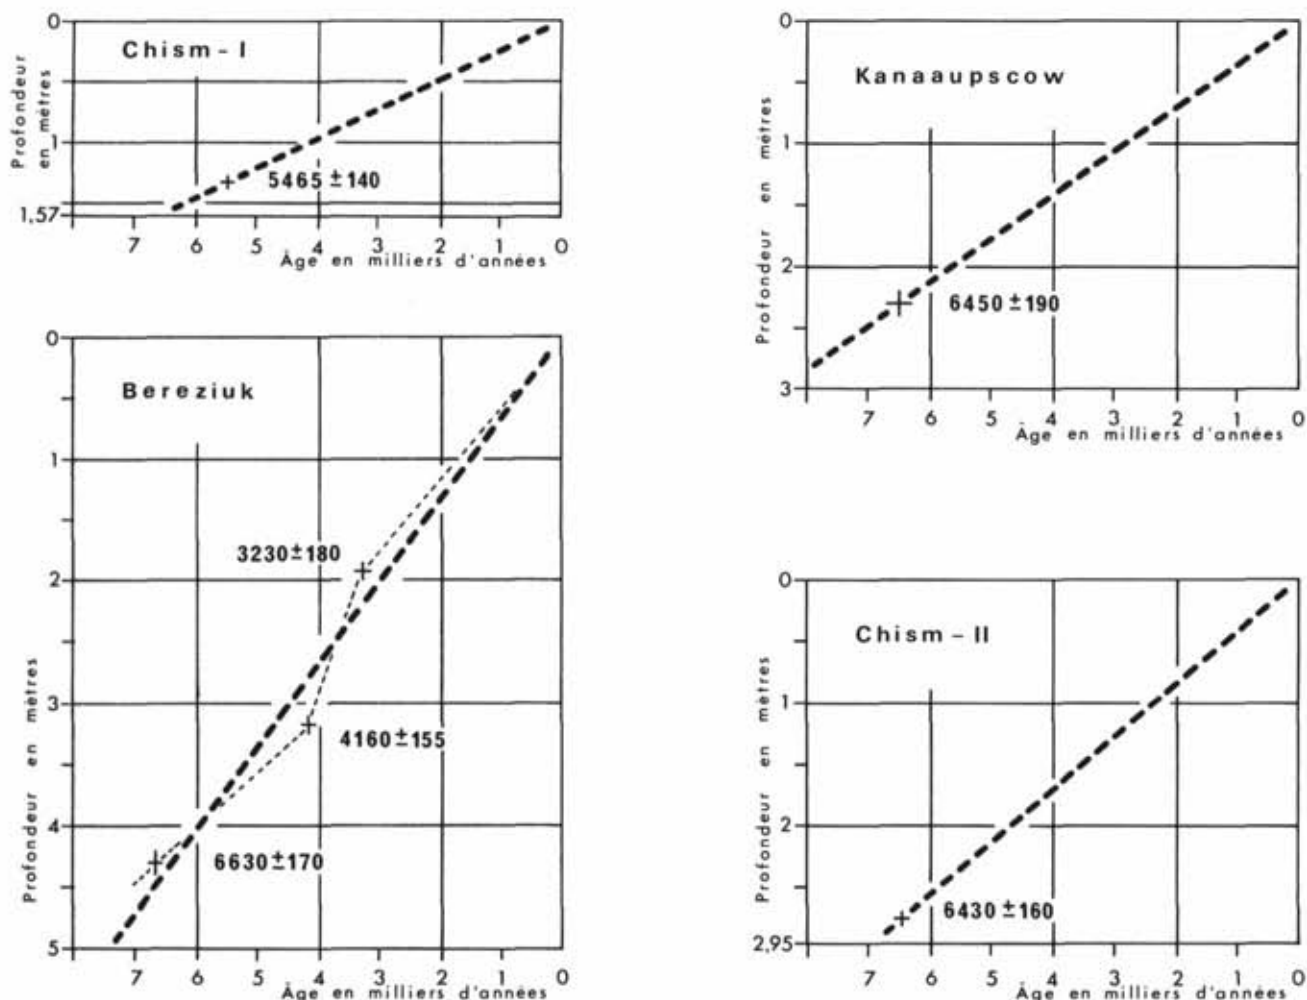 Chism - I
Profondeur
en mètres
0
1
1,57
5465 ± 140
7 6 5 4 3 2 1 0
Âge en milliers d'années
Kanaaupscow
Profondeur en mètres
0
1
2
3
6450 ± 190
7 6 5 4 3 2 1 0
Âge en milliers d'années
Bereziuk
Profondeur en mètres
0
1
2
3
4
5
3230 ± 180
4160 ± 155
6630 ± 170
7 6 5 4 3 2 1 0
Âge en milliers d'années
Chism - II
Profondeur en mètres
0
1
2
2,95
6430 ± 160
7 6 5 4 3 2 1 0
Âge en milliers d'années